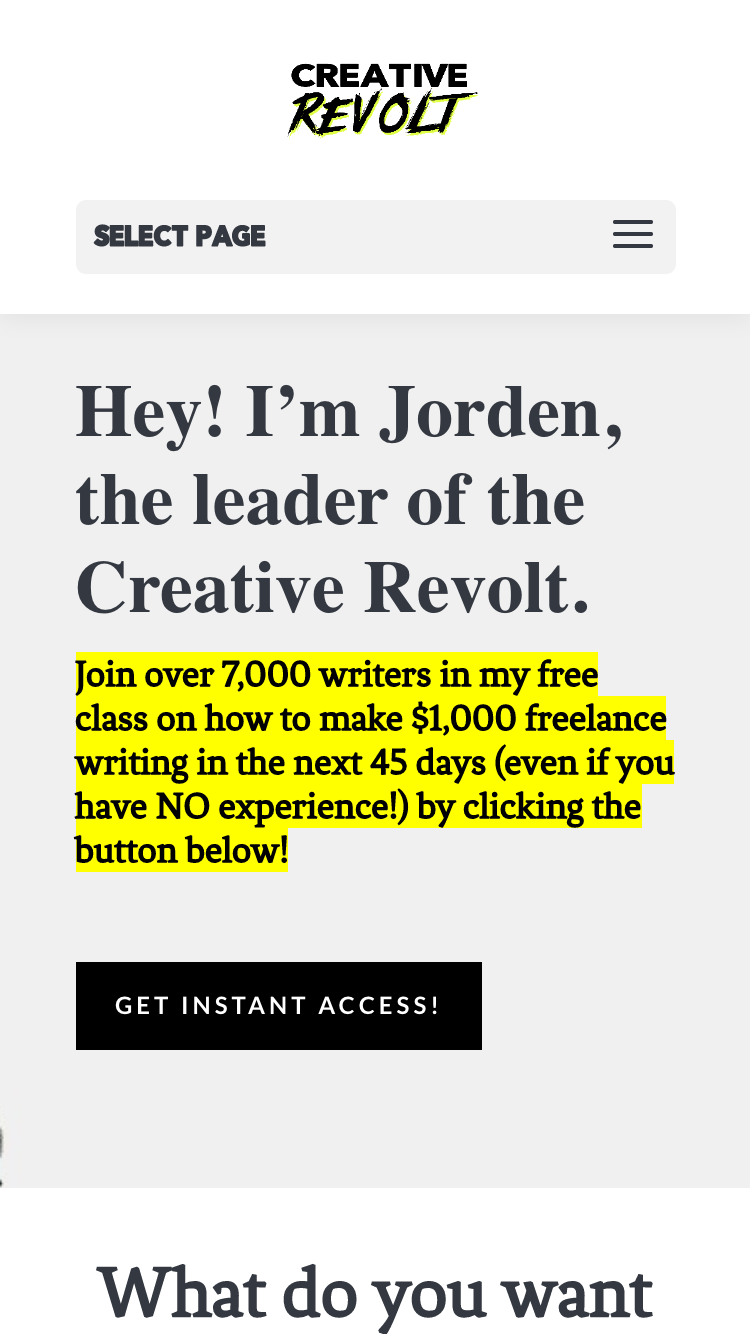 CREATIVE
REVOLT
SELECT PAGE
Hey! I’m Jorden,
the leader of the
Creative Revolt.
Join over 7,000 writers in my free
class on how to make $1,000 freelance
writing in the next 45 days (even if you
have NO experience!) by clicking the
button below!
GET INSTANT ACCESS!
What do you want